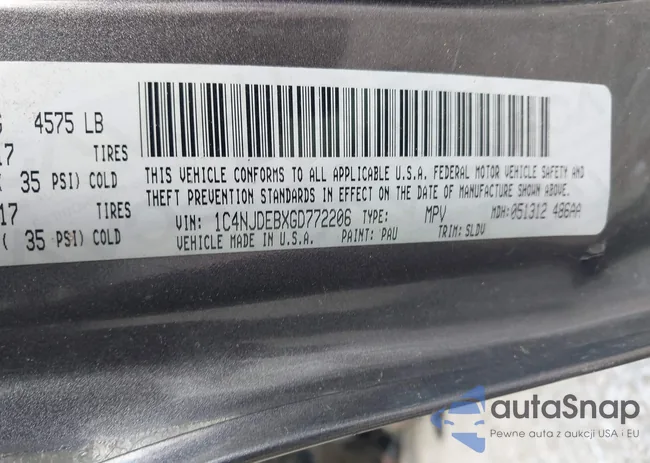 4575 LB
17 TIRES
35 PSI) COLD
17 TIRES
( 35 PSI) COLD
THIS VEHICLE CONFORMS TO ALL APPLICABLE U.S.A. FEDERAL MOTOR VEHICLE SAFETY AND
THEFT PREVENTION STANDARDS IN EFFECT ON THE DATE OF MANUFACTURE SHOWN ABOVE.
VIN: 1C4NJDEBXGD772206 TYPE: MPV MDH:051312 486AA
VEHICLE MADE IN U.S.A. PAINT: PAU TRIM: SLDV
autaSnap
Pewne auta z aukcji USA i EU